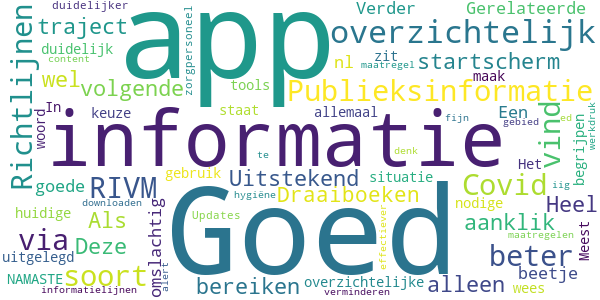 duidelijker
traject
duidelijk
content
zorgpersoneel
app
Verder
Gerelateerde
overzichtelijk
nl
zit
startscherm
maatregel
maak
Richtlijnen
wel
volgende
tools
Publieksinformatie
In
woord
keuze
staat
allemaal
Een
fijn
gebied
vind
begrijpen
ed
werkdruk
informatie
te
Het
goede
RIVM
gebruik
Uitstekend
situatie
Covid
iig
huidige
Als
downloaden
omslachtig
hygiëne
Draaiboeken
denk
nodige
Heel
via
Deze
Goed
Updates
effectiever
aanklik
maatregelen
Meest
uitgelegd
soort
alert
beter
NAMASTE
informatielijnen
bereiken
overzichtelijke
verminderen
alleen
beetje
wees